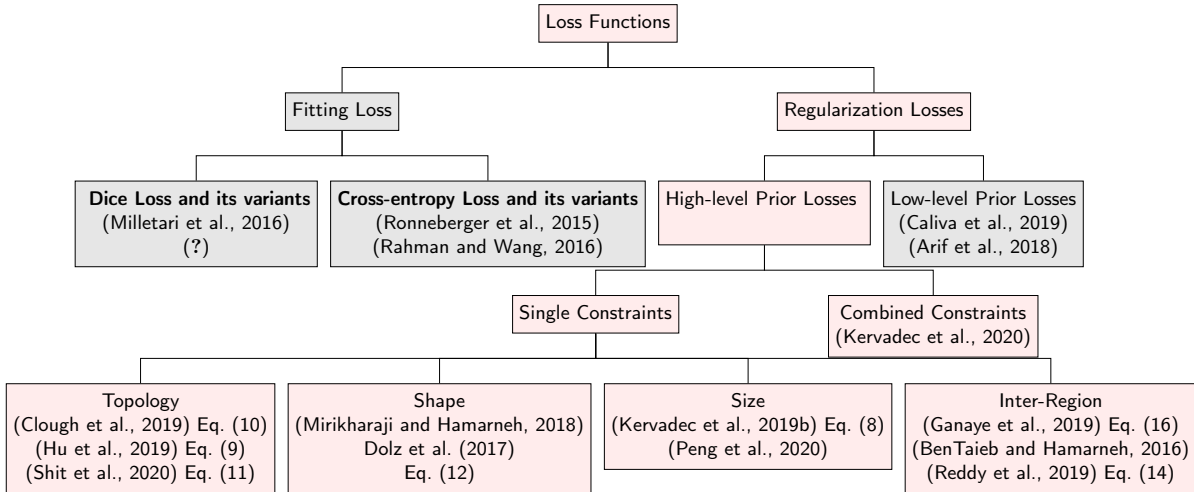 Loss Functions
Fitting Loss
Regularization Losses
Dice Loss and its variants
(Milletari et al., 2016)
(?)
Cross-entropy Loss and its variants
(Ronneberger et al., 2015)
(Rahman and Wang, 2016)
High-level Prior Losses
Low-level Prior Losses
(Caliva et al., 2019)
(Arif et al., 2018)
Single Constraints
Combined Constraints
(Kervadec et al., 2020)
Topology
(Clough et al., 2019) Eq. (10)
(Hu et al., 2019) Eq. (9)
(Shit et al., 2020) Eq. (11)
Shape
(Mirikharaji and Hamarneh, 2018)
Dolz et al. (2017)
Eq. (12)
Size
(Kervadec et al., 2019b) Eq. (8)
(Peng et al., 2020)
Inter-Region
(Ganaye et al., 2019) Eq. (16)
(BenTaieb and Hamarneh, 2016)
(Reddy et al., 2019) Eq. (14)